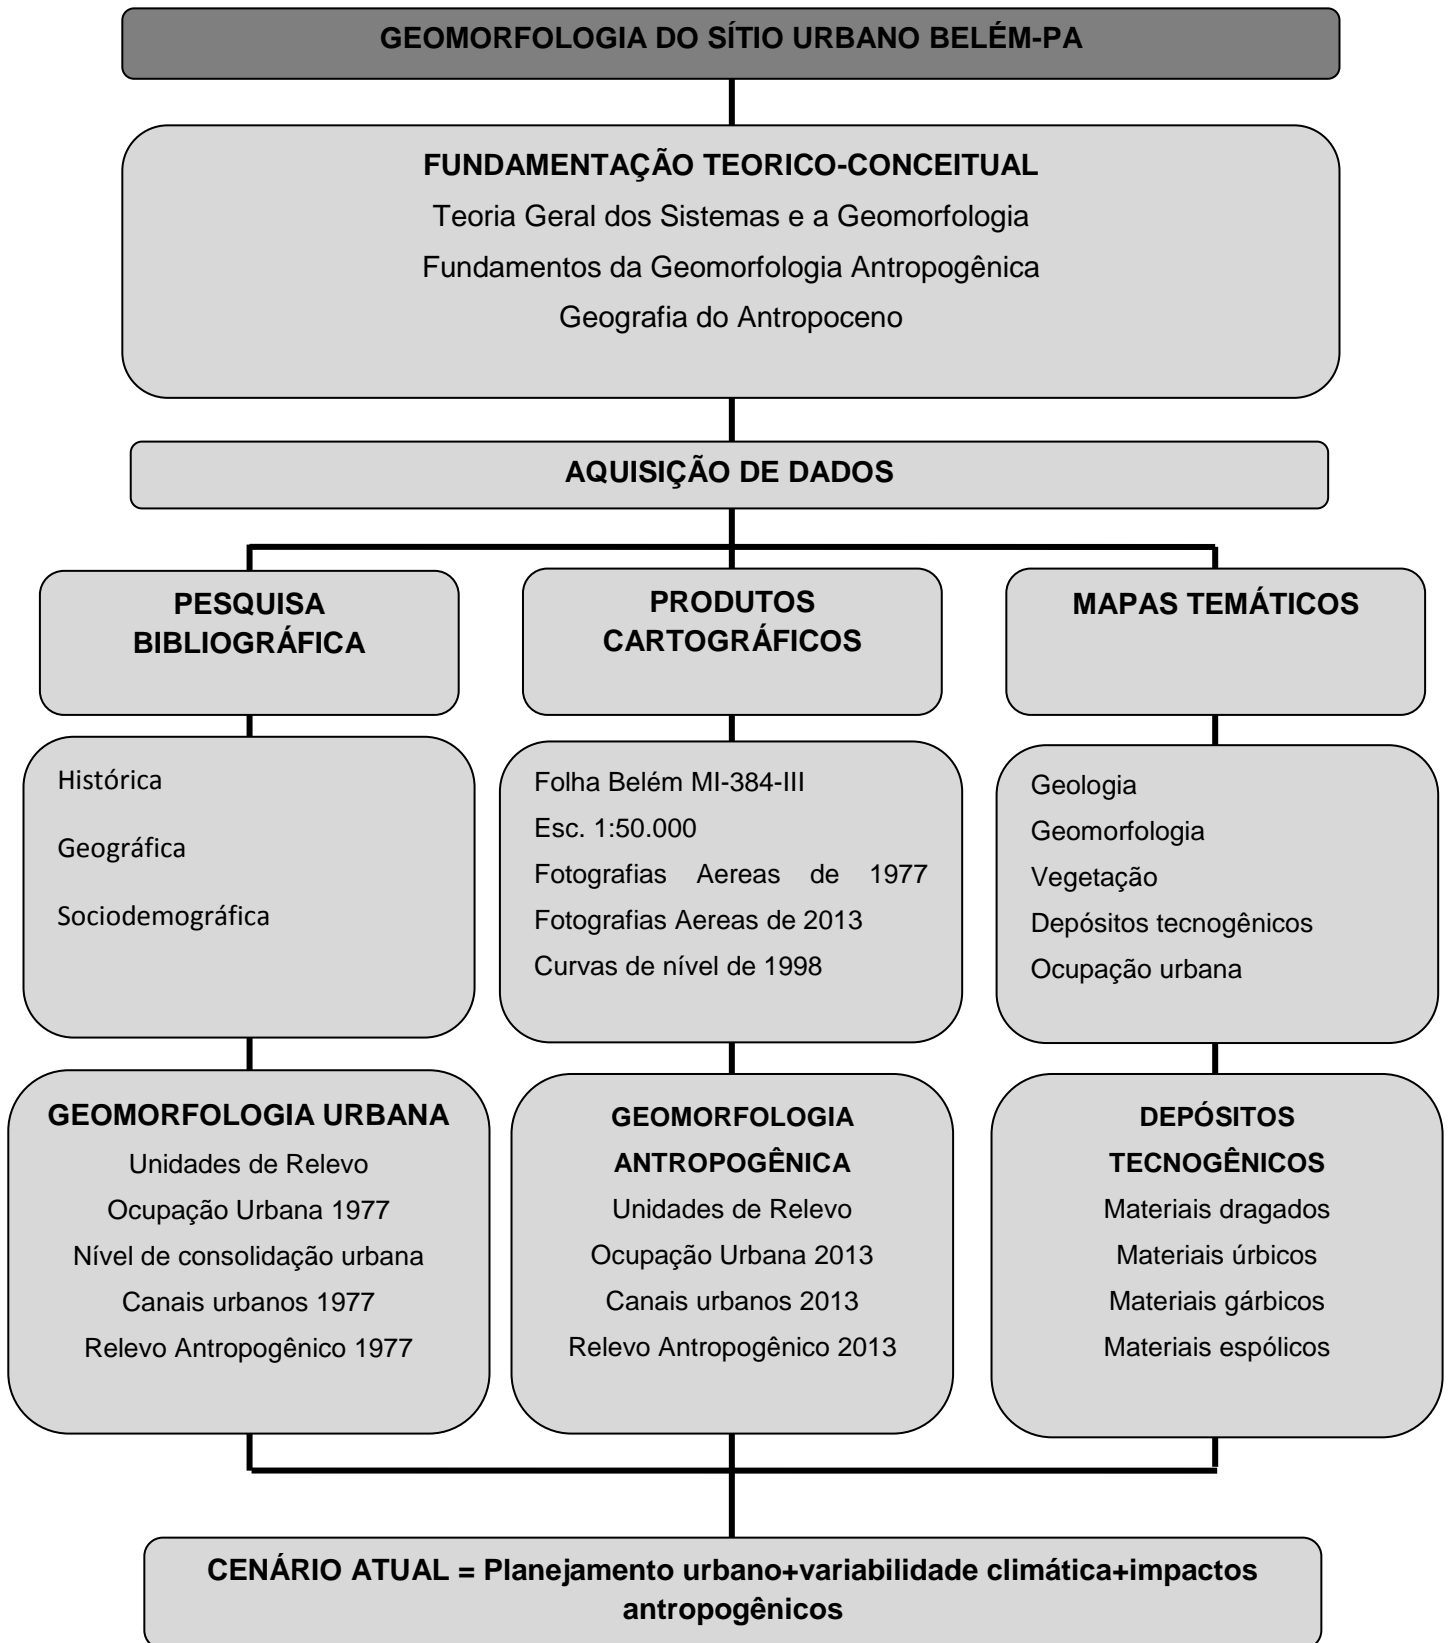 GEOMORFOLOGIA DO SÍTIO URBANO BELÉM-PA
FUNDAMENTAÇÃO TEORICO-CONCEITUAL
Teoria Geral dos Sistemas e a Geomorfologia
Fundamentos da Geomorfologia Antropogênica
Geografia do Antropoceno
AQUISIÇÃO DE DADOS
PESQUISA
BIBLIOGRÁFICA
PRODUTOS
CARTOGRÁFICOS
MAPAS TEMÁTICOS
Histórica
Geográfica
Sociodemográfica
Folha Belém MI-384-III
Esc. 1:50.000
Fotografias Aereas de 1977
Fotografias Aereas de 2013
Curvas de nível de 1998
Geologia
Geomorfologia
Vegetação
Depósitos tecnogênicos
Ocupação urbana
GEOMORFOLOGIA URBANA
Unidades de Relevo
Ocupação Urbana 1977
Nível de consolidação urbana
Canais urbanos 1977
Relevo Antropogênico 1977
GEOMORFOLOGIA
ANTROPOGÊNICA
Unidades de Relevo
Ocupação Urbana 2013
Canais urbanos 2013
Relevo Antropogênico 2013
DEPÓSITOS
TECNOGÊNICOS
Materiais dragados
Materiais úrbicos
Materiais gárbicos
Materiais espólicos
CENÁRIO ATUAL = Planejamento urbano+variabilidade climática+impactos
antropogênicos